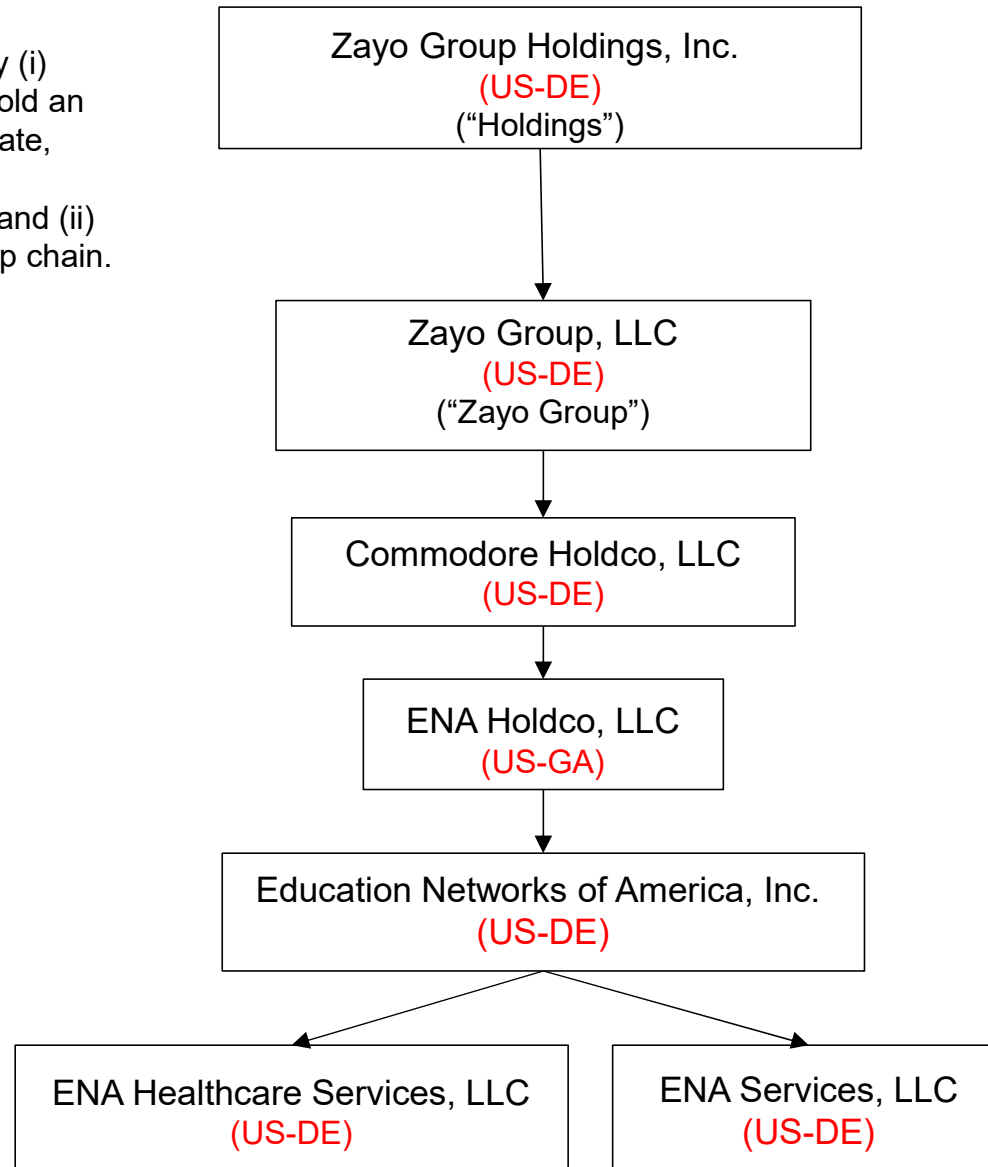 y (i)
old an
ate,
and (ii)
p chain.
Zayo Group Holdings, Inc.
(US-DE)
(“Holdings”)
Zayo Group, LLC
(US-DE)
(“Zayo Group”)
Commodore Holdco, LLC
(US-DE)
ENA Holdco, LLC
(US-GA)
Education Networks of America, Inc.
(US-DE)
ENA Healthcare Services, LLC
(US-DE)
ENA Services, LLC
(US-DE)